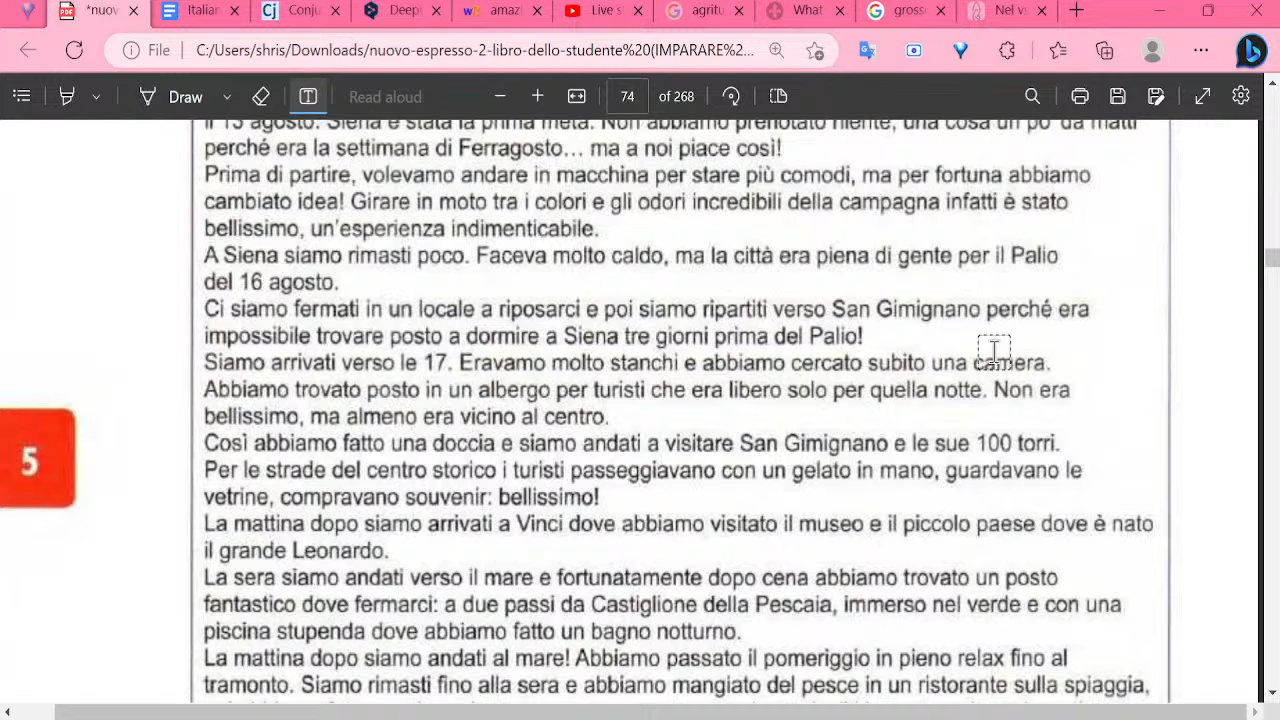 *nuov
Italian
Cj Conju
Deepl
amaz
Live s
agritu
What
gross
Nel v
File C:/Users/shris/Downloads/nuovo-espresso-2-libro-dello-studente%20(IMPARARE%2...
Draw
Read aloud
74 of 268
il 13 agosto. Siena è stata la prima meta. Non abbiamo prenotato niente, una cosa un po' da matti
perché era la settimana di Ferragosto… ma a noi piace così!
Prima di partire, volevamo andare in macchina per stare più comodi, ma per fortuna abbiamo
cambiato idea! Girare in moto tra i colori e gli odori incredibili della campagna infatti è stato
bellissimo, un'esperienza indimenticabile.
A Siena siamo rimasti poco. Faceva molto caldo, ma la città era piena di gente per il Palio
del 16 agosto.
Ci siamo fermati in un locale a riposarci e poi siamo ripartiti verso San Gimignano perché era
impossibile trovare posto a dormire a Siena tre giorni prima del Palio!
Siamo arrivati verso le 17. Eravamo molto stanchi e abbiamo cercato subito una camera.
Abbiamo trovato posto in un albergo per turisti che era libero solo per quella notte. Non era
bellissimo, ma almeno era vicino al centro.
Così abbiamo fatto una doccia e siamo andati a visitare San Gimignano e le sue 100 torri.
Per le strade del centro storico i turisti passeggiavano con un gelato in mano, guardavano le
vetrine, compravano souvenir: bellissimo!
5
La mattina dopo siamo arrivati a Vinci dove abbiamo visitato il museo e il piccolo paese dove è nato
il grande Leonardo.
La sera siamo andati verso il mare e fortunatamente dopo cena abbiamo trovato un posto
fantastico dove fermarci: a due passi da Castiglione della Pescaia, immerso nel verde e con una
piscina stupenda dove abbiamo fatto un bagno notturno.
La mattina dopo siamo andati al mare! Abbiamo passato il pomeriggio in pieno relax fino al
tramonto. Siamo rimasti fino alla sera e abbiamo mangiato del pesce in un ristorante sulla spiaggia,